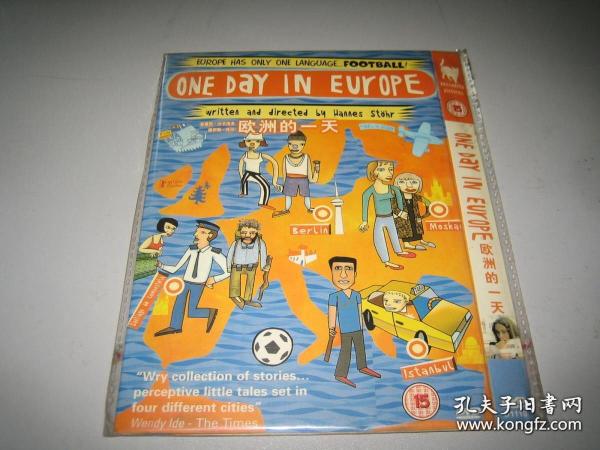 EUROPE HAS ONLY ONE LANGUAGE... FOOTBALL!
ONE DAY IN EUROPE
written and directed by Hannes Stöhr
欧洲的一天
Berlin
Moskau
Istanbul
"Wry collection of stories...
perceptive little tales set in
four different cities"
Wendy Ide - The Times
15
15
ONE DAY IN EUROPE 欧洲的一天
孔夫子旧书网
www.kongfz.com